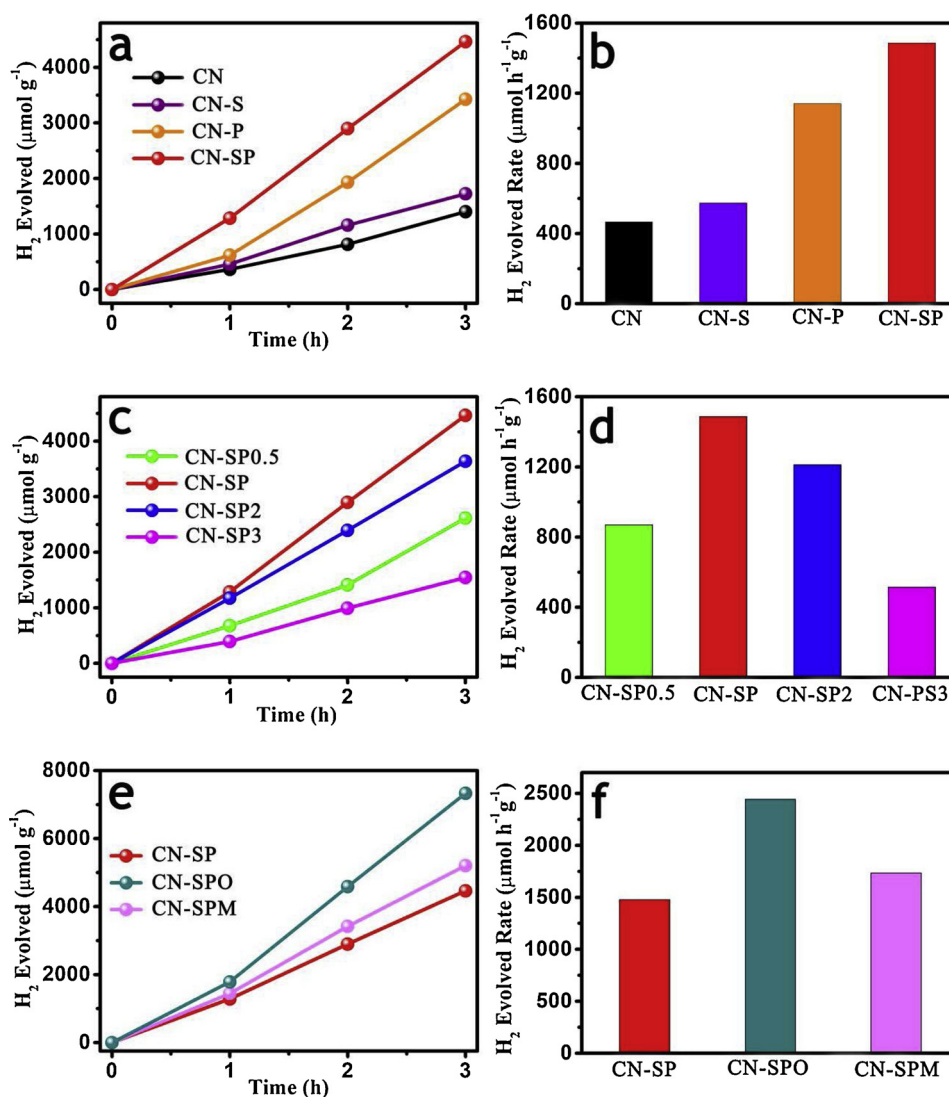 a
H2 Evolved (μmol g-1)
4000
3000
2000
1000
0
CN
CN-S
CN-P
CN-SP
0 1 2 3
Time (h)
b
H2 Evolved Rate (μmol h-1g-1)
1600
1200
800
400
0
CN CN-S CN-P CN-SP
c
H2 Evolved (μmol g-1)
4000
3000
2000
1000
0
CN-SP0.5
CN-SP
CN-SP2
CN-SP3
0 1 2 3
Time (h)
d
H2 Evolved Rate (μmol h-1g-1)
1600
1200
800
400
0
CN-SP0.5 CN-SP CN-SP2 CN-PS3
e
H2 Evolved (μmol g-1)
8000
6000
4000
2000
0
CN-SP
CN-SPO
CN-SPM
0 1 2 3
Time (h)
f
H2 Evolved Rate (μmol h-1g-1)
2500
2000
1500
1000
500
0
CN-SP CN-SPO CN-SPM